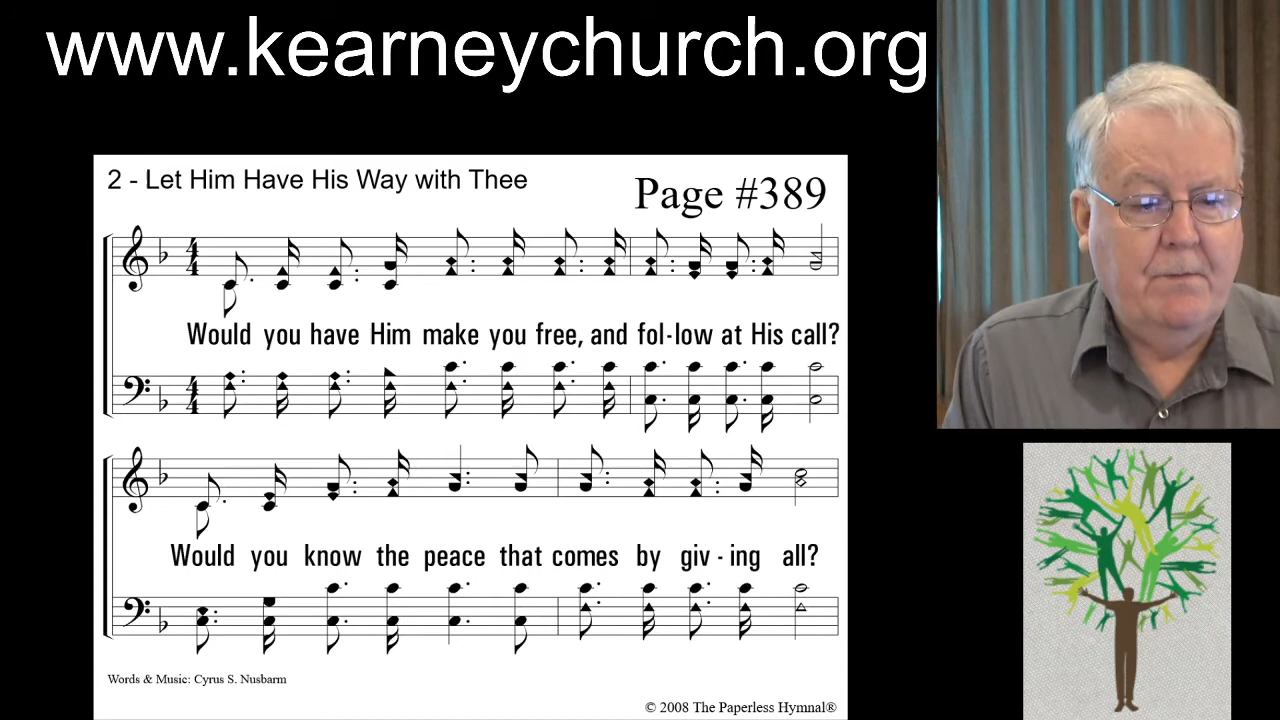 www.kearneychurch.org
2 - Let Him Have His Way with Thee
Page #389
Would you have Him make you free, and fol-low at His call?
Would you know the peace that comes by giv - ing all?
Words & Music: Cyrus S. Nusbarm
© 2008 The Paperless Hymnal®